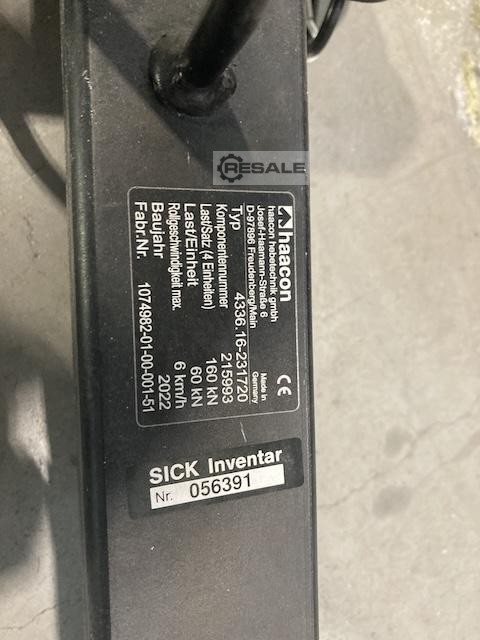 RESALE
haacon
haacon hebetechnik gmbh
Josef-Haamann-Straße 6
D-97896 Freudenberg/Main
Made in
Germany
CE
Typ 4336.16-231720
Komponentennummer 215993
Last/Satz (4 Einheiten) 160 kN
Last/Einheit 60 kN
Rollgeschwindigkeit max. 6 km/h
Baujahr 2022
Fabr.Nr. 1074982-01-00-001-51
SICK Inventar
Nr. 056391